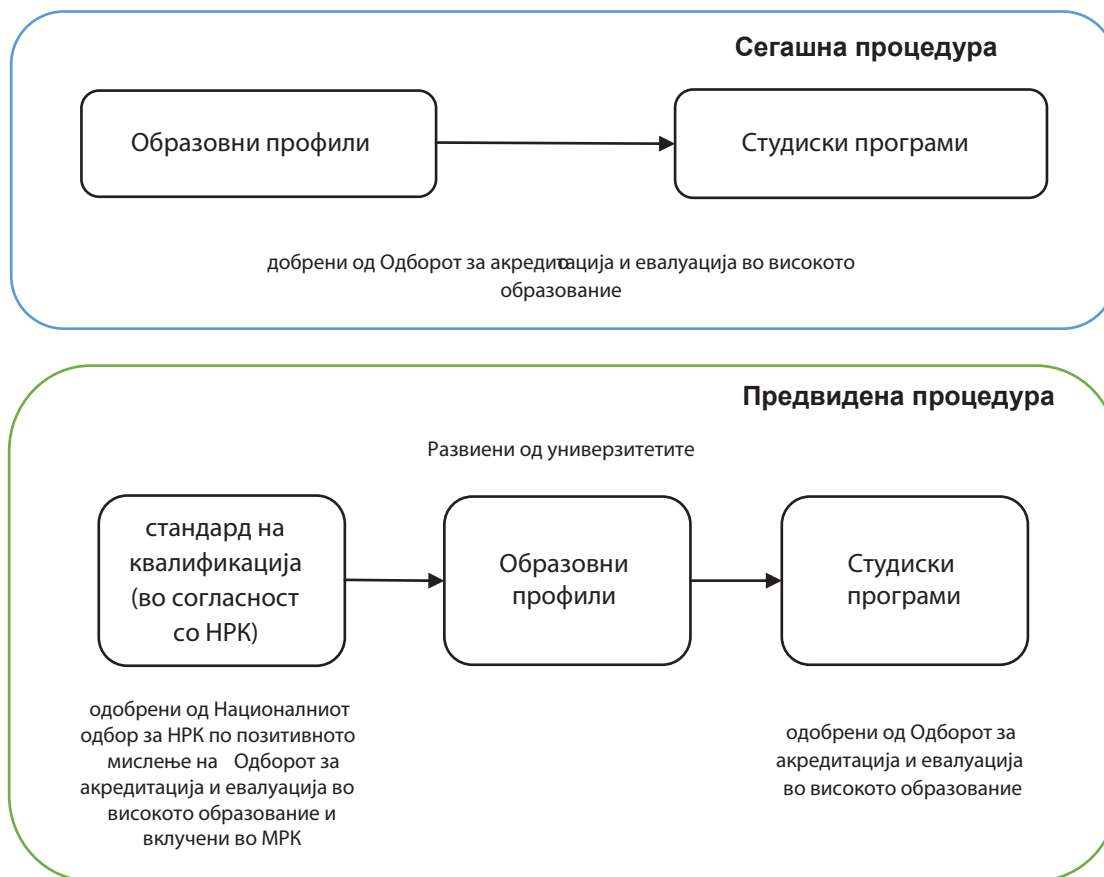 Сегашна процедура
Образовни профили
Студиски програми
добрени од Одборот за акредитација и евалуација во високото
образование
Предвидена процедура
Развиени од универзитетите
стандард на
квалификација
(во согласност
со НРК)
Образовни
профили
Студиски
програми
одобрени од Националниот
одбор за НРК по позитивното
мислење на Одборот за
акредитација и евалуација во
високото образование и
вклучени во МРК
одобрени од Одборот за
акредитација и евалуација
во високото образование